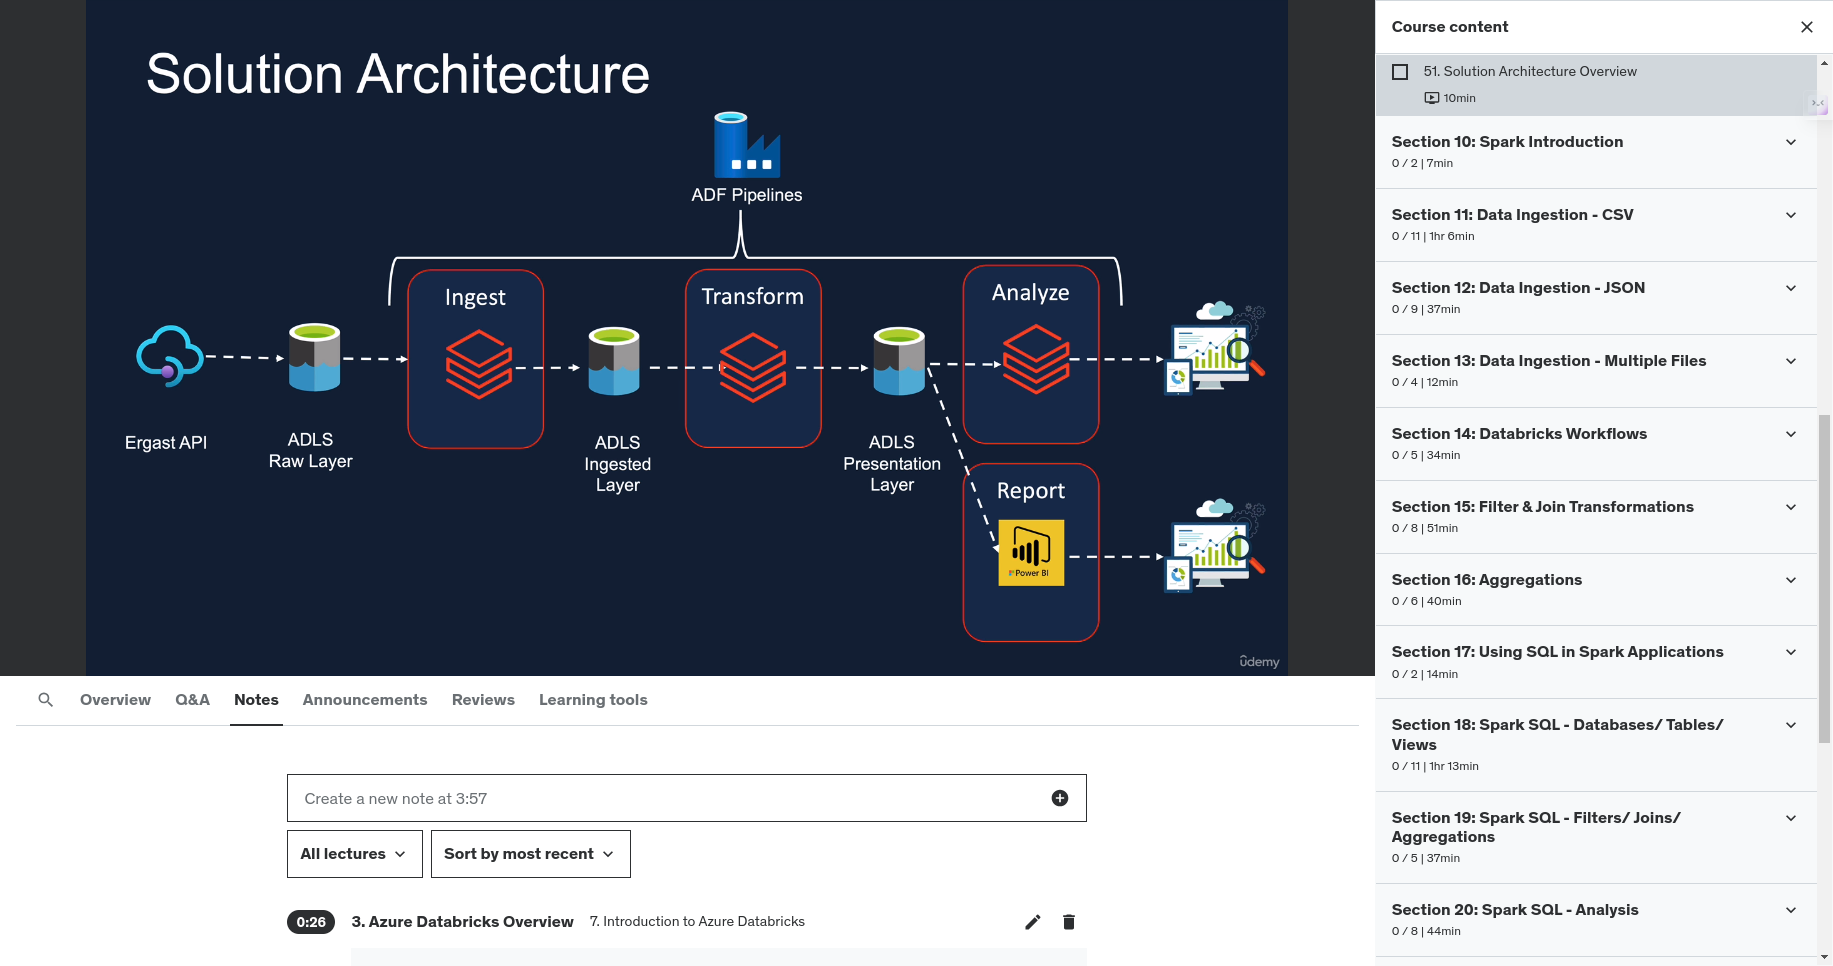 Solution Architecture
ADF Pipelines
Ingest
Transform
Analyze
Ergast API
ADLS
Raw Layer
ADLS
Ingested
Layer
ADLS
Presentation
Layer
Report
Power BI
ûdemy
Overview
Q&A
Notes
Announcements
Reviews
Learning tools
Create a new note at 3:57
All lectures
Sort by most recent
0:26
3. Azure Databricks Overview
7. Introduction to Azure Databricks
Course content
51. Solution Architecture Overview
10min
Section 10: Spark Introduction
0 / 2 | 7min
Section 11: Data Ingestion - CSV
0 / 11 | 1hr 6min
Section 12: Data Ingestion - JSON
0 / 9 | 37min
Section 13: Data Ingestion - Multiple Files
0 / 4 | 12min
Section 14: Databricks Workflows
0 / 5 | 34min
Section 15: Filter & Join Transformations
0 / 8 | 51min
Section 16: Aggregations
0 / 6 | 40min
Section 17: Using SQL in Spark Applications
0 / 2 | 14min
Section 18: Spark SQL - Databases/ Tables/
Views
0 / 11 | 1hr 13min
Section 19: Spark SQL - Filters/ Joins/
Aggregations
0 / 5 | 37min
Section 20: Spark SQL - Analysis
0 / 8 | 44min